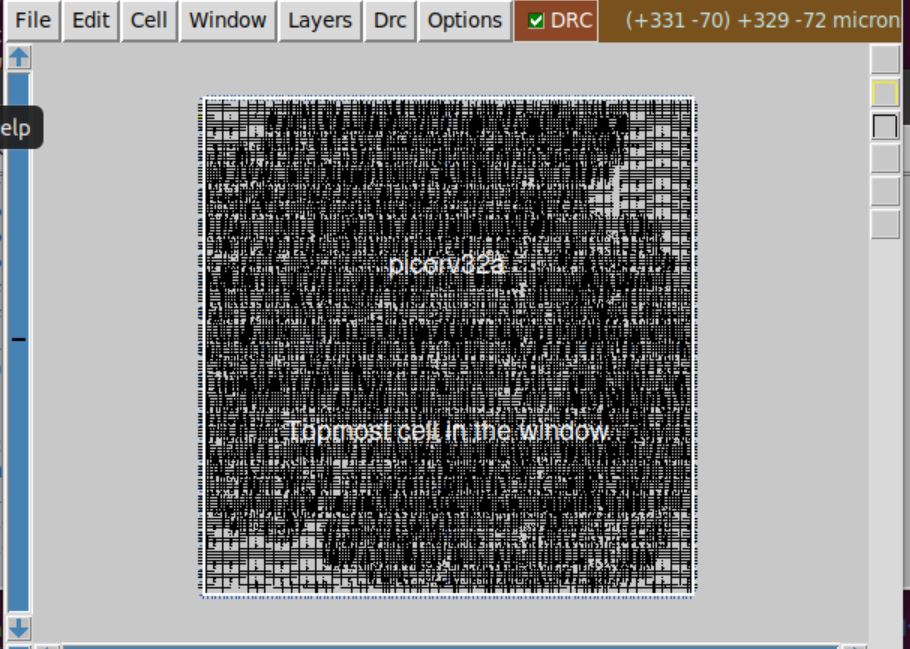 File Edit Cell Window Layers Drc Options DRC (+331 -70) +329 -72 micron
elp
picorv32a
Topmost cell in the window